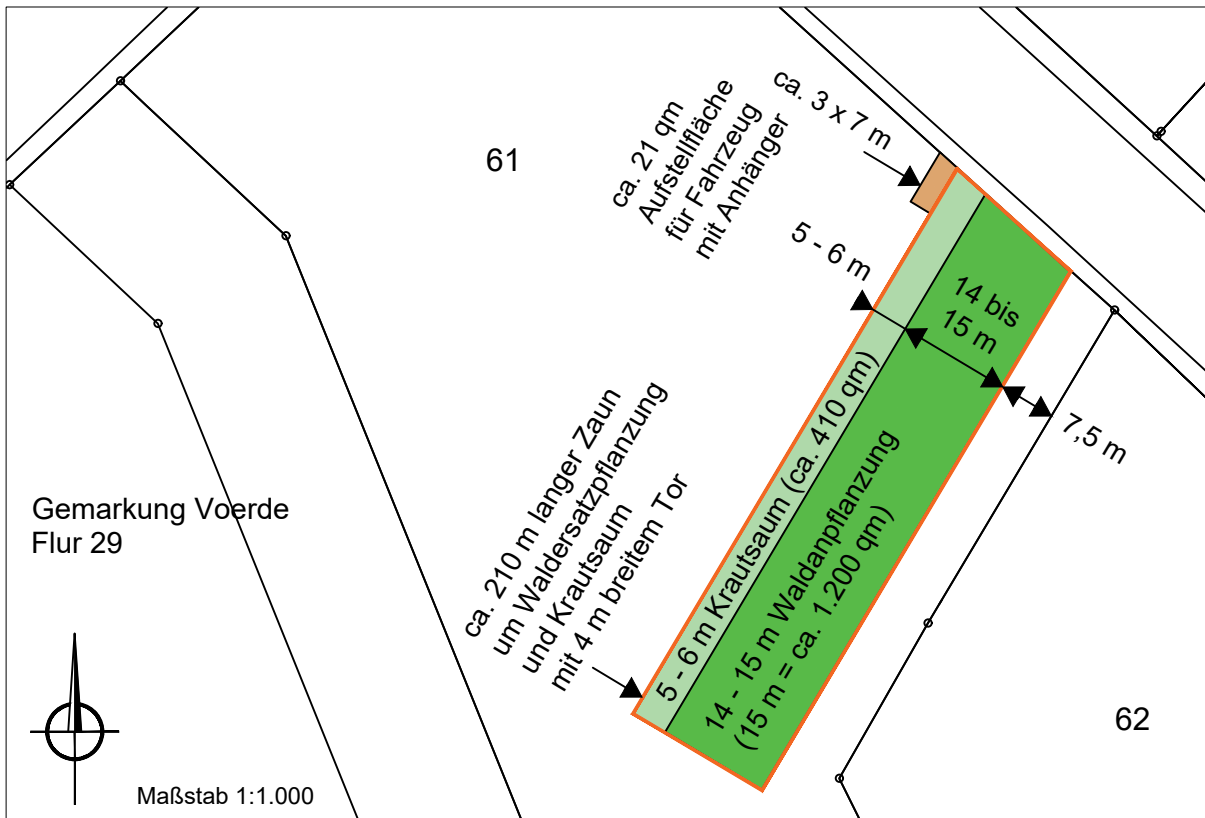 61
ca. 3 x 7 m
ca. 21 qm
Aufstellfläche
für Fahrzeug
mit Anhänger
5 - 6 m
14 bis
15 m
7,5 m
ca. 210 m langer Zaun
um Waldersatzpflanzung
und Krautsaum
mit 4 m breitem Tor
5 - 6 m Krautsaum (ca. 410 qm)
14 - 15 m Waldanpflanzung
(15 m = ca. 1.200 qm)
Gemarkung Voerde
Flur 29
62
Maßstab 1:1.000